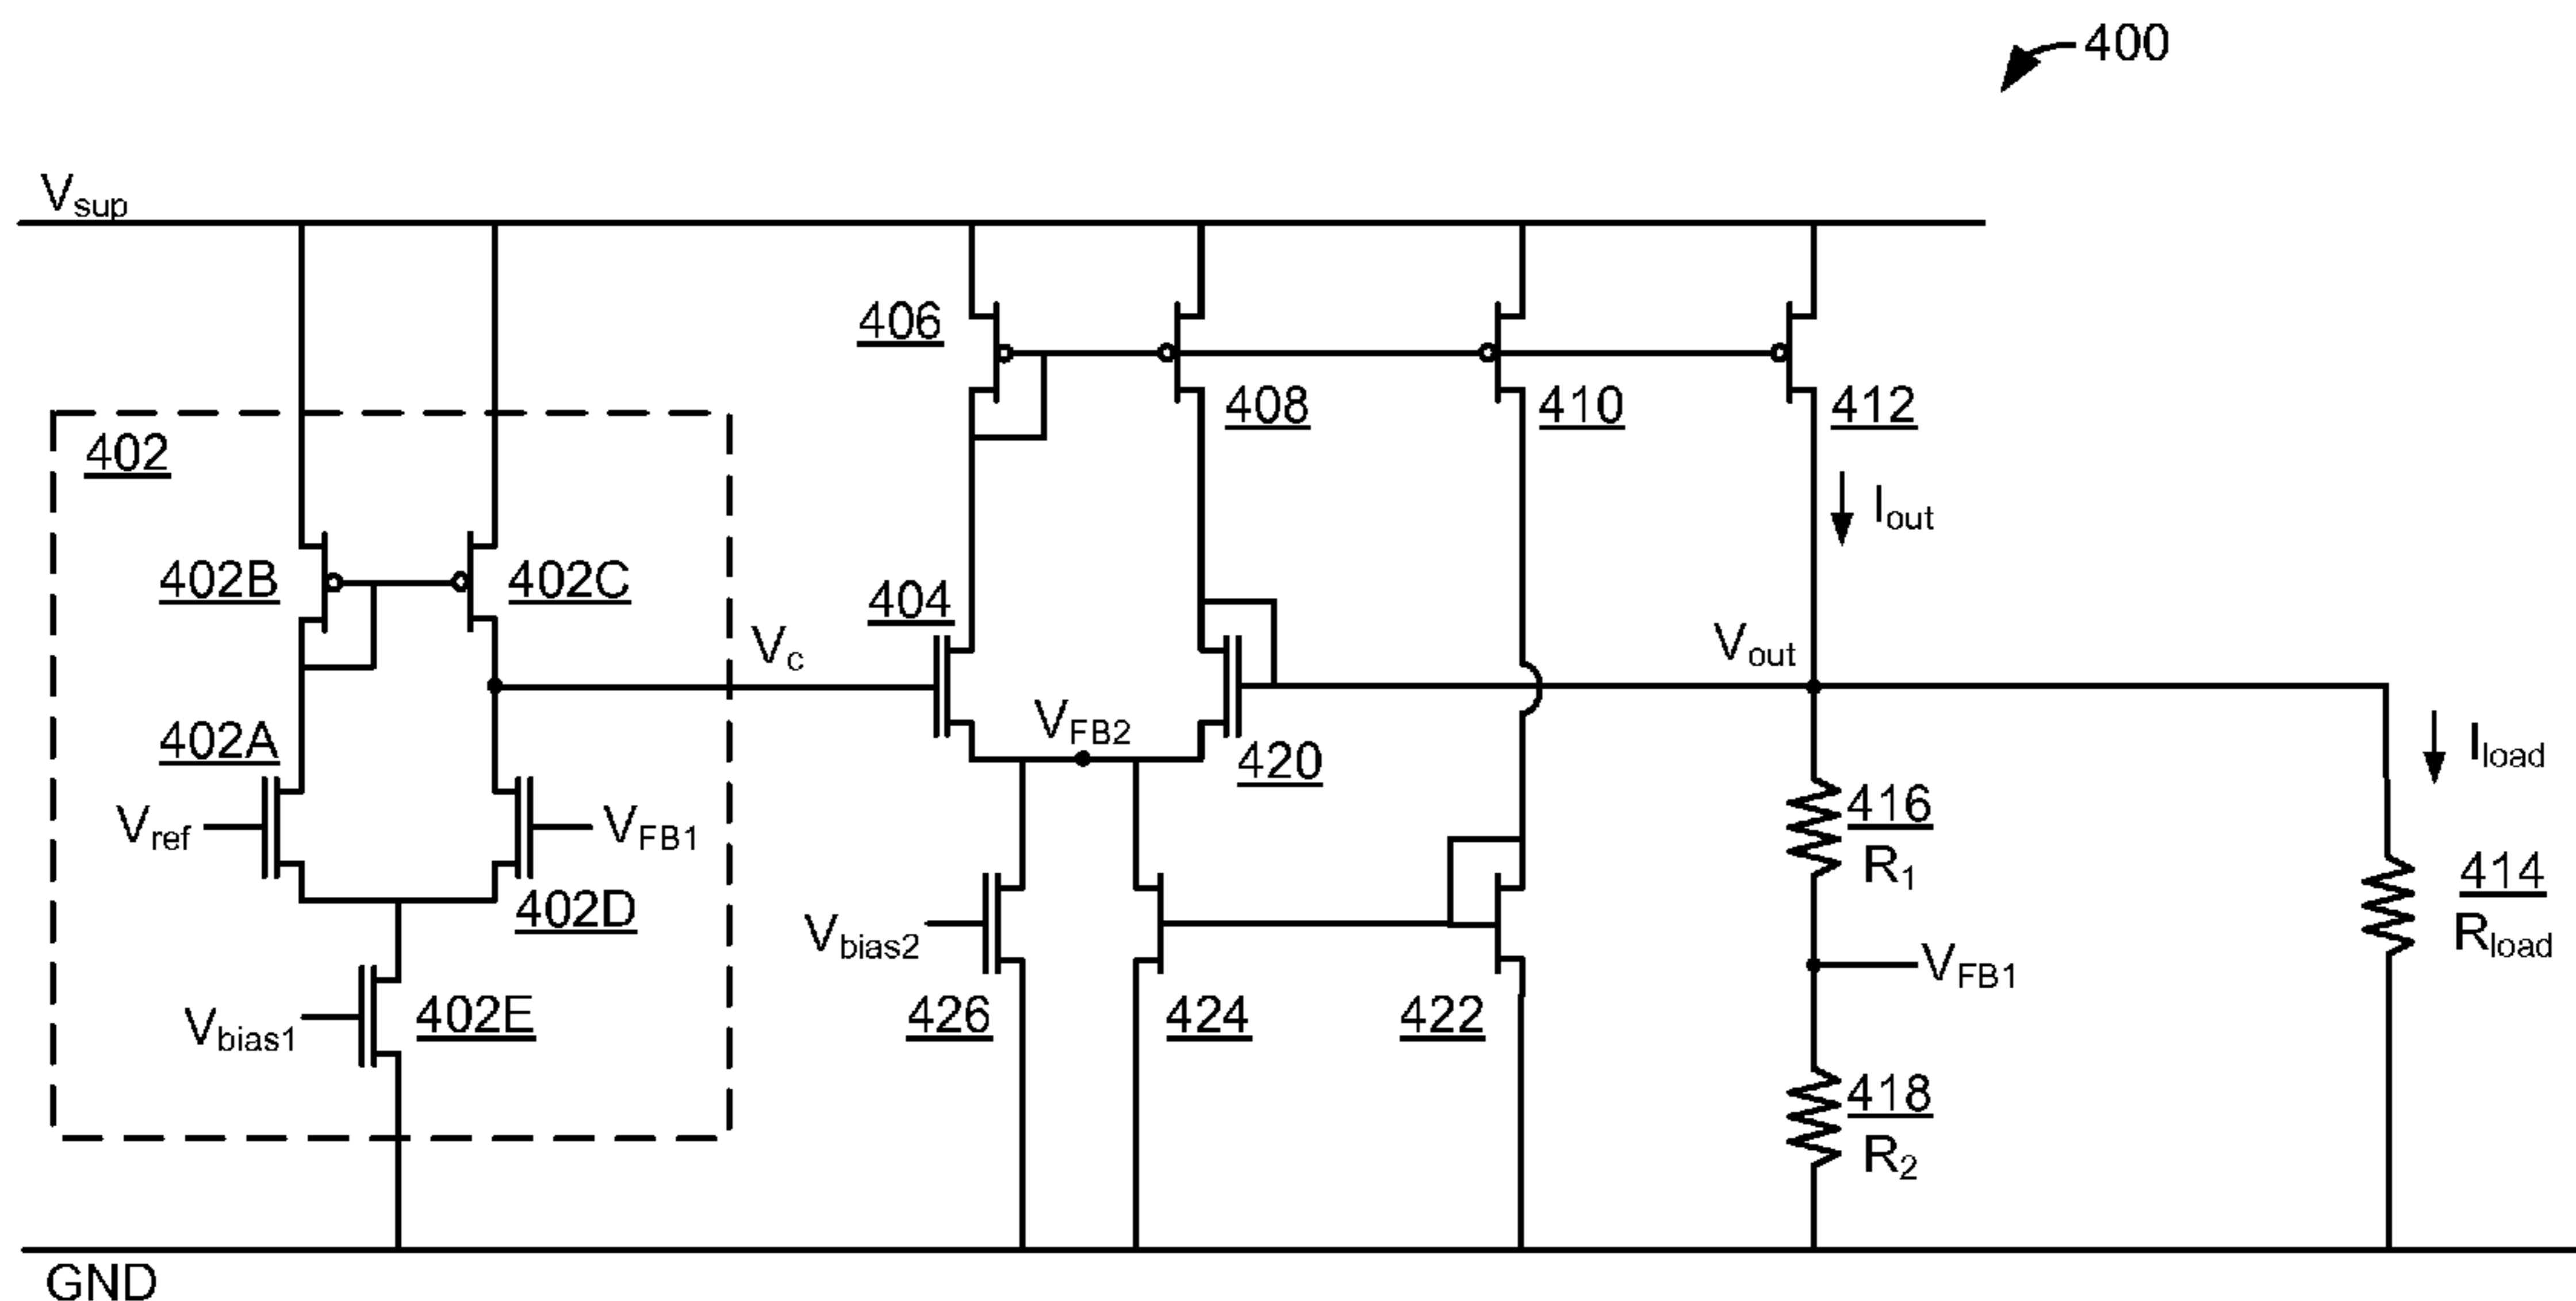 400
Vsup
406
408
410
412
402
Iout
402B
402C
404
Vc
Vout
VFB2
402A
420
Iload
Vref
VFB1
416
R1
402D
414
Rload
Vbias2
VFB1
Vbias1
402E
426
424
422
418
R2
GND